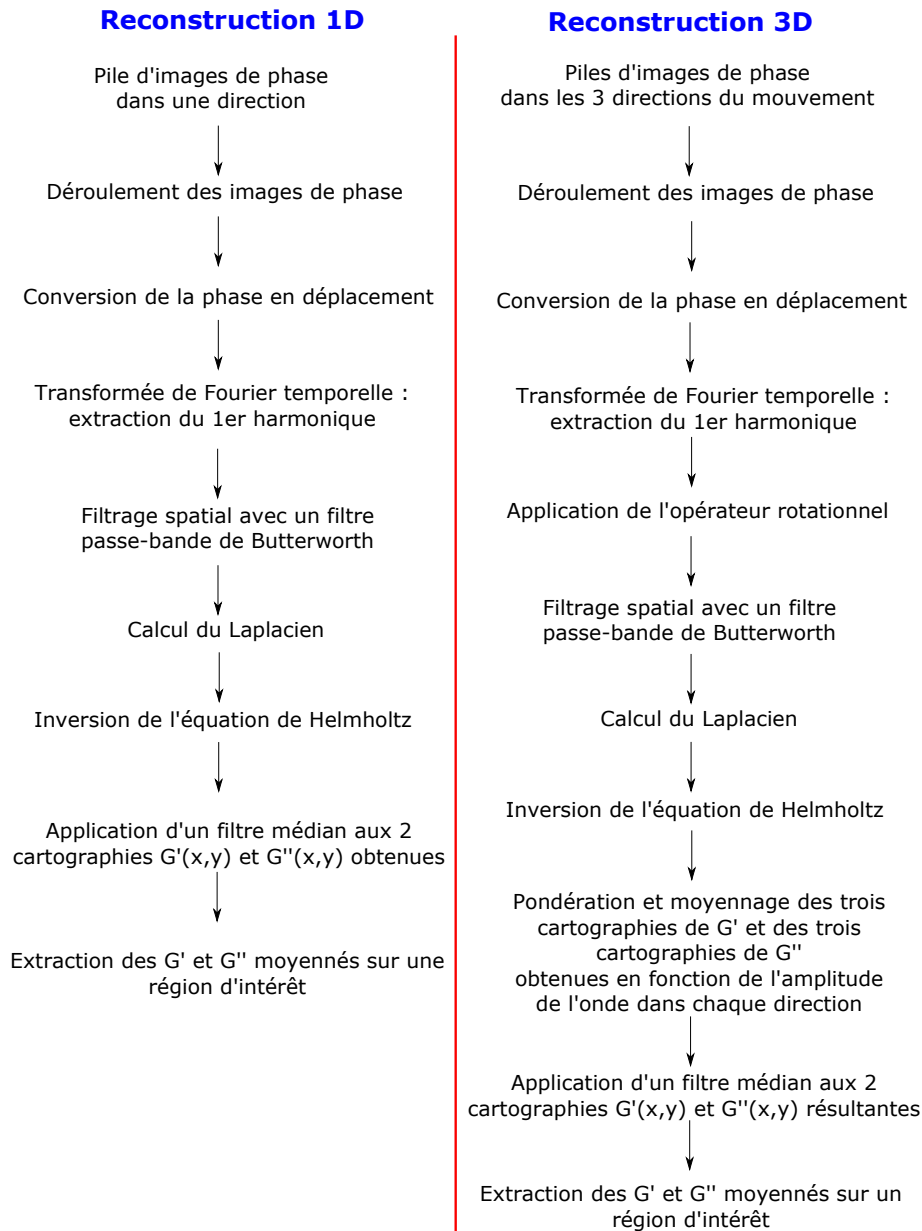 Reconstruction 1D
Pile d'images de phase
dans une direction
Déroulement des images de phase
Conversion de la phase en déplacement
Transformée de Fourier temporelle :
extraction du 1er harmonique
Filtrage spatial avec un filtre
passe-bande de Butterworth
Calcul du Laplacien
Inversion de l'équation de Helmholtz
Application d'un filtre médian aux 2
cartographies G'(x,y) et G''(x,y) obtenues
Extraction des G' et G'' moyennés sur une
région d'intérêt
Reconstruction 3D
Piles d'images de phase
dans les 3 directions du mouvement
Déroulement des images de phase
Conversion de la phase en déplacement
Transformée de Fourier temporelle :
extraction du 1er harmonique
Application de l'opérateur rotationnel
Filtrage spatial avec un filtre
passe-bande de Butterworth
Calcul du Laplacien
Inversion de l'équation de Helmholtz
Pondération et moyennage des trois
cartographies de G' et des trois
cartographies de G''
obtenues en fonction de l'amplitude
de l'onde dans chaque direction
Application d'un filtre médian aux 2
cartographies G'(x,y) et G''(x,y) résultantes
Extraction des G' et G'' moyennés sur un
région d'intérêt